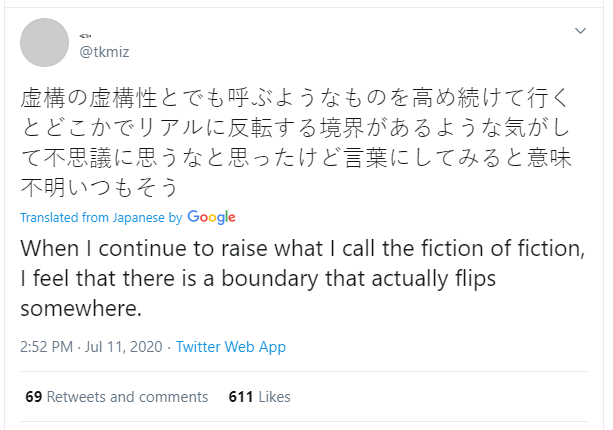 @tkmiz
虚構の虚構性とでも呼ぶようなものを高め続けて行く
とどこかでリアルに反転する境界があるような気がし
て不思議に思うなと思ったけど言葉にしてみると意味
不明いつもそう
Translated from Japanese by Google
When I continue to raise what I call the fiction of fiction,
I feel that there is a boundary that actually flips
somewhere.
2:52 PM · Jul 11, 2020 · Twitter Web App
69 Retweets and comments 611 Likes